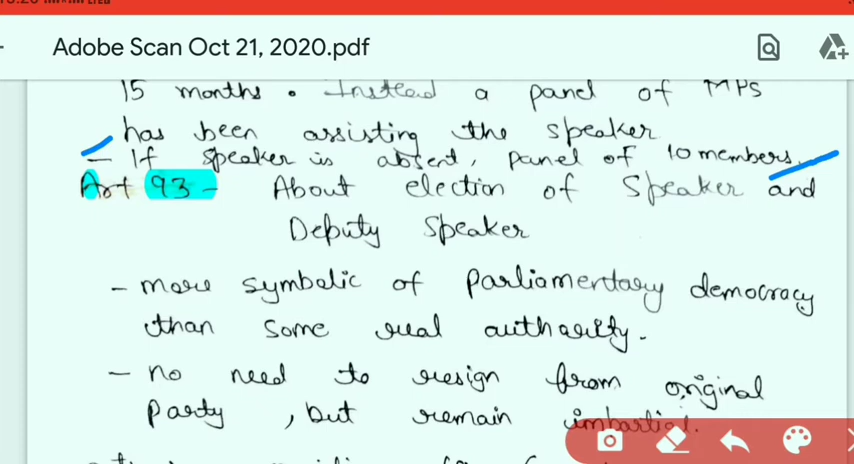 Adobe Scan Oct 21, 2020.pdf
15 months. Instead a panel of MPS
has been assisting the speaker
- If speaker is absent, panel of 10 members
Art 93 - About election of Speaker and
Deputy Speaker
- more symbolic of Parliamentary democracy
than some real authority.
- no need to resign from original
Party, but remain impartial.